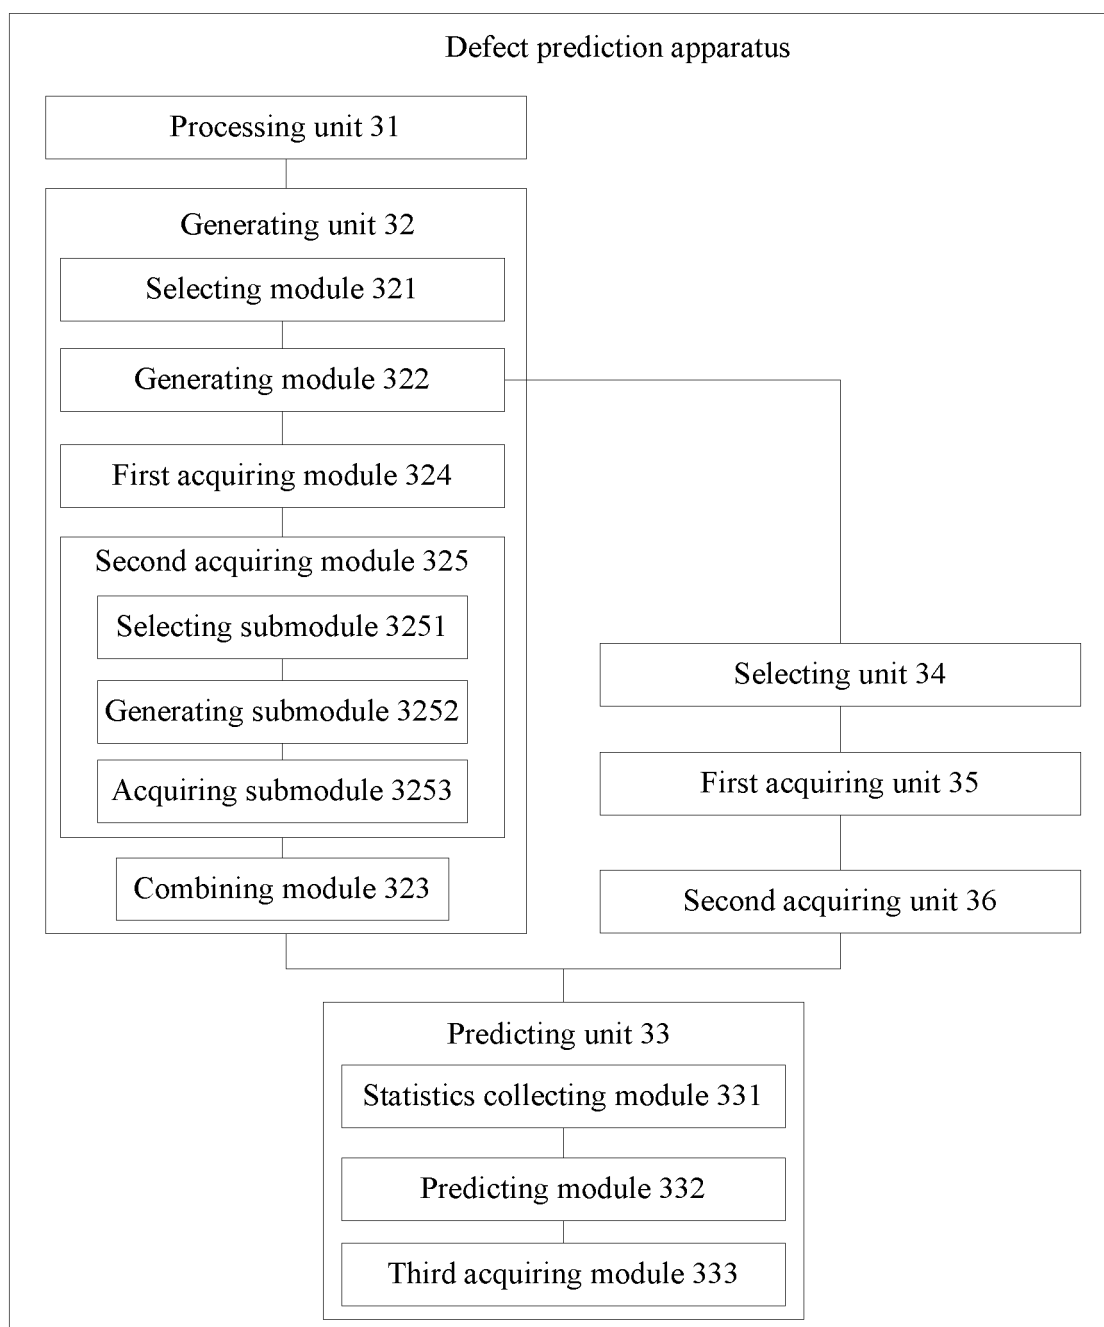 Defect prediction apparatus
Processing unit 31
Generating unit 32
Selecting module 321
Generating module 322
First acquiring module 324
Second acquiring module 325
Selecting submodule 3251
Generating submodule 3252
Acquiring submodule 3253
Combining module 323
Selecting unit 34
First acquiring unit 35
Second acquiring unit 36
Predicting unit 33
Statistics collecting module 331
Predicting module 332
Third acquiring module 333